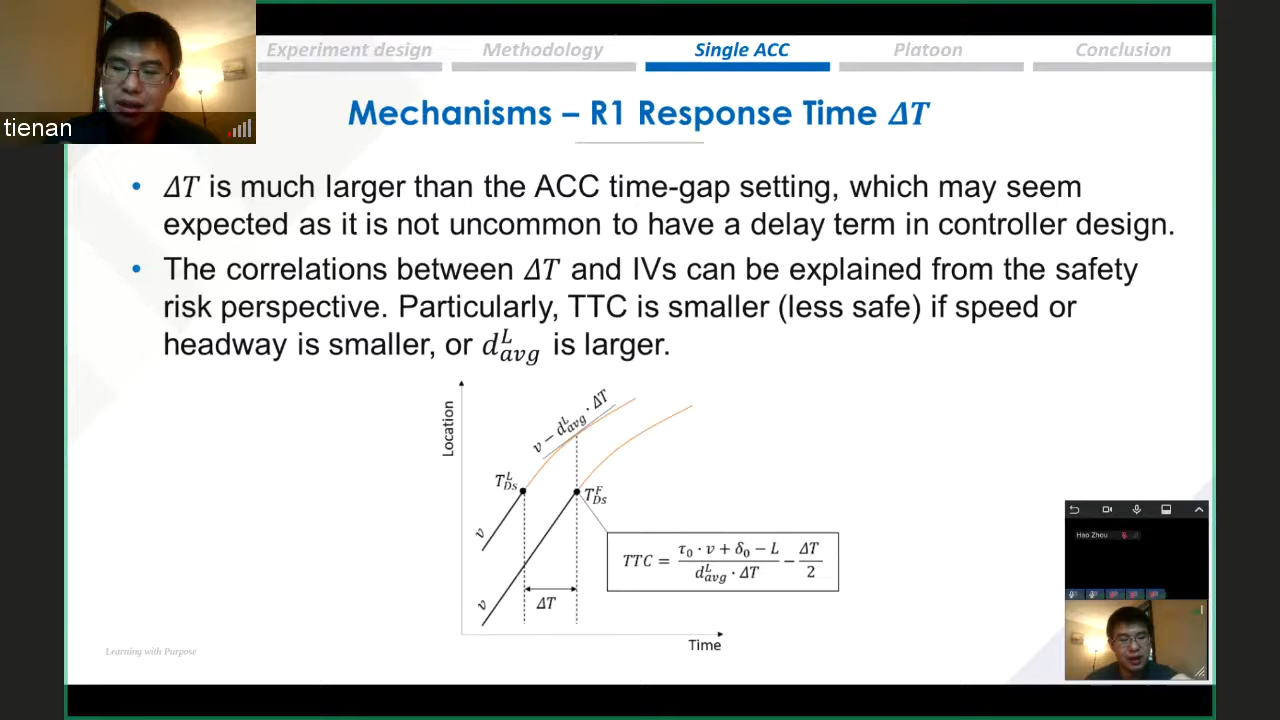 tienan
Experiment design
Methodology
Single ACC
Platoon
Conclusion
Mechanisms – R1 Response Time ΔT
• ΔT is much larger than the ACC time-gap setting, which may seem
expected as it is not uncommon to have a delay term in controller design.
• The correlations between ΔT and IVs can be explained from the safety
risk perspective. Particularly, TTC is smaller (less safe) if speed or
headway is smaller, or d^L_avg is larger.
Location
v − d^L_avg · ΔT
T^L_Ds
T^F_Ds
v
v
ΔT
TTC = (τ₀ · v + δ₀ − L) / (d^L_avg · ΔT) − ΔT/2
Time
Learning with Purpose
Hao Zhou